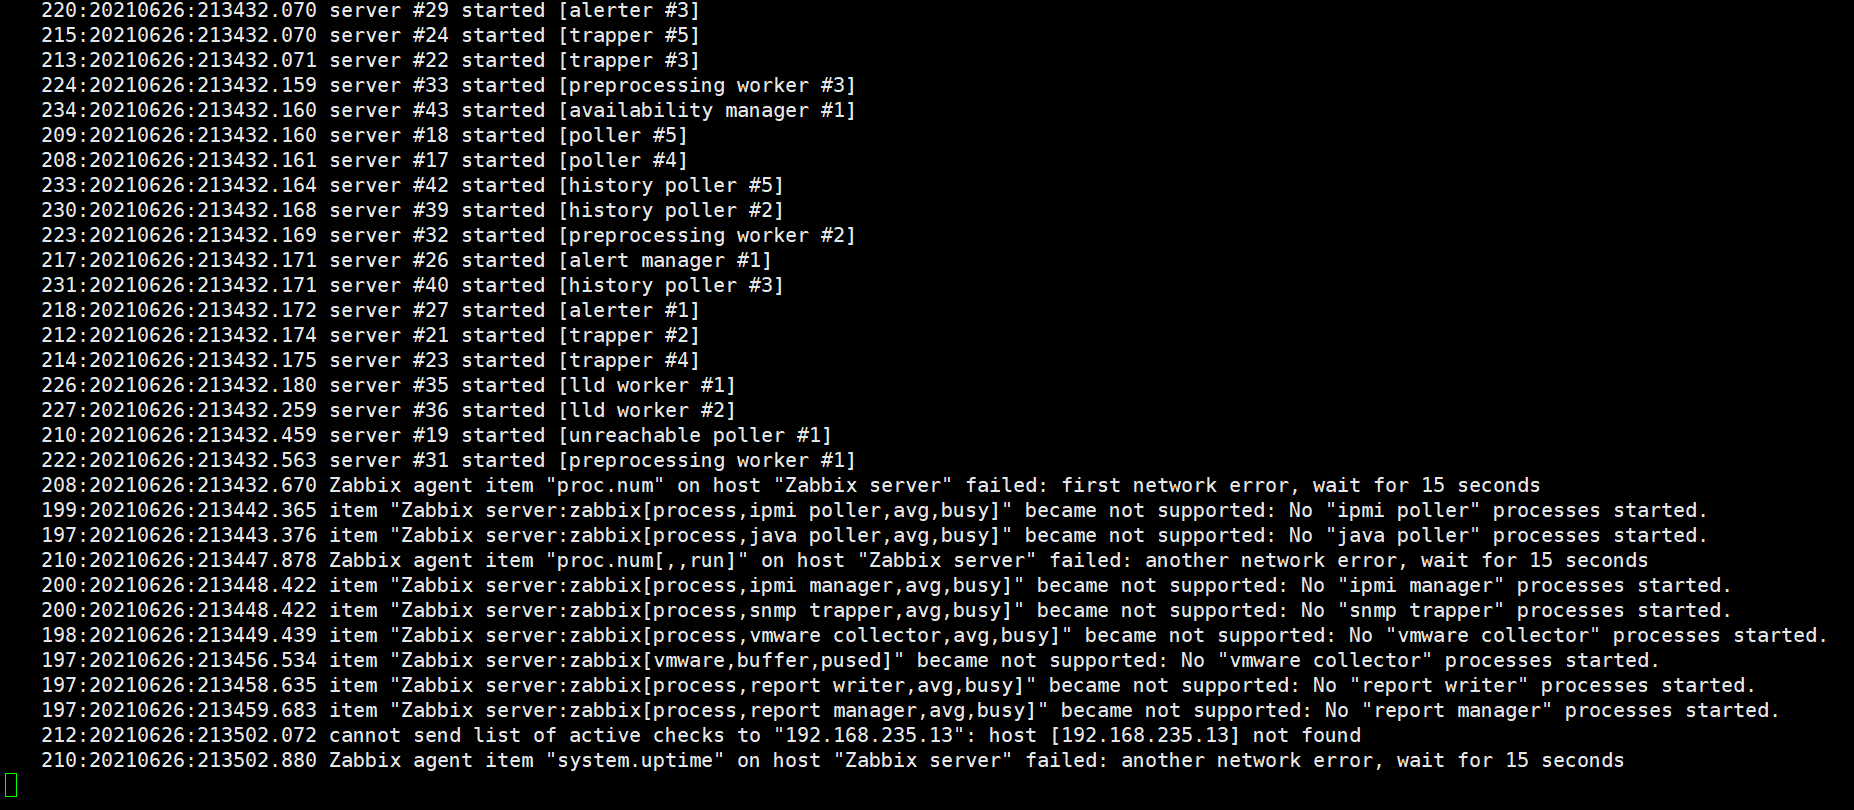 220:20210626:213432.070 server #29 started [alerter #3]
215:20210626:213432.070 server #24 started [trapper #5]
213:20210626:213432.071 server #22 started [trapper #3]
224:20210626:213432.159 server #33 started [preprocessing worker #3]
234:20210626:213432.160 server #43 started [availability manager #1]
209:20210626:213432.160 server #18 started [poller #5]
208:20210626:213432.161 server #17 started [poller #4]
233:20210626:213432.164 server #42 started [history poller #5]
230:20210626:213432.168 server #39 started [history poller #2]
223:20210626:213432.169 server #32 started [preprocessing worker #2]
217:20210626:213432.171 server #26 started [alert manager #1]
231:20210626:213432.171 server #40 started [history poller #3]
218:20210626:213432.172 server #27 started [alerter #1]
212:20210626:213432.174 server #21 started [trapper #2]
214:20210626:213432.175 server #23 started [trapper #4]
226:20210626:213432.180 server #35 started [lld worker #1]
227:20210626:213432.259 server #36 started [lld worker #2]
210:20210626:213432.459 server #19 started [unreachable poller #1]
222:20210626:213432.563 server #31 started [preprocessing worker #1]
208:20210626:213432.670 Zabbix agent item "proc.num" on host "Zabbix server" failed: first network error, wait for 15 seconds
199:20210626:213442.365 item "Zabbix server:zabbix[process,ipmi poller,avg,busy]" became not supported: No "ipmi poller" processes started.
197:20210626:213443.376 item "Zabbix server:zabbix[process,java poller,avg,busy]" became not supported: No "java poller" processes started.
210:20210626:213447.878 Zabbix agent item "proc.num[,,run]" on host "Zabbix server" failed: another network error, wait for 15 seconds
200:20210626:213448.422 item "Zabbix server:zabbix[process,ipmi manager,avg,busy]" became not supported: No "ipmi manager" processes started.
200:20210626:213448.422 item "Zabbix server:zabbix[process,snmp trapper,avg,busy]" became not supported: No "snmp trapper" processes started.
198:20210626:213449.439 item "Zabbix server:zabbix[process,vmware collector,avg,busy]" became not supported: No "vmware collector" processes started.
197:20210626:213456.534 item "Zabbix server:zabbix[vmware,buffer,pused]" became not supported: No "vmware collector" processes started.
197:20210626:213458.635 item "Zabbix server:zabbix[process,report writer,avg,busy]" became not supported: No "report writer" processes started.
197:20210626:213459.683 item "Zabbix server:zabbix[process,report manager,avg,busy]" became not supported: No "report manager" processes started.
212:20210626:213502.072 cannot send list of active checks to "192.168.235.13": host [192.168.235.13] not found
210:20210626:213502.880 Zabbix agent item "system.uptime" on host "Zabbix server" failed: another network error, wait for 15 seconds